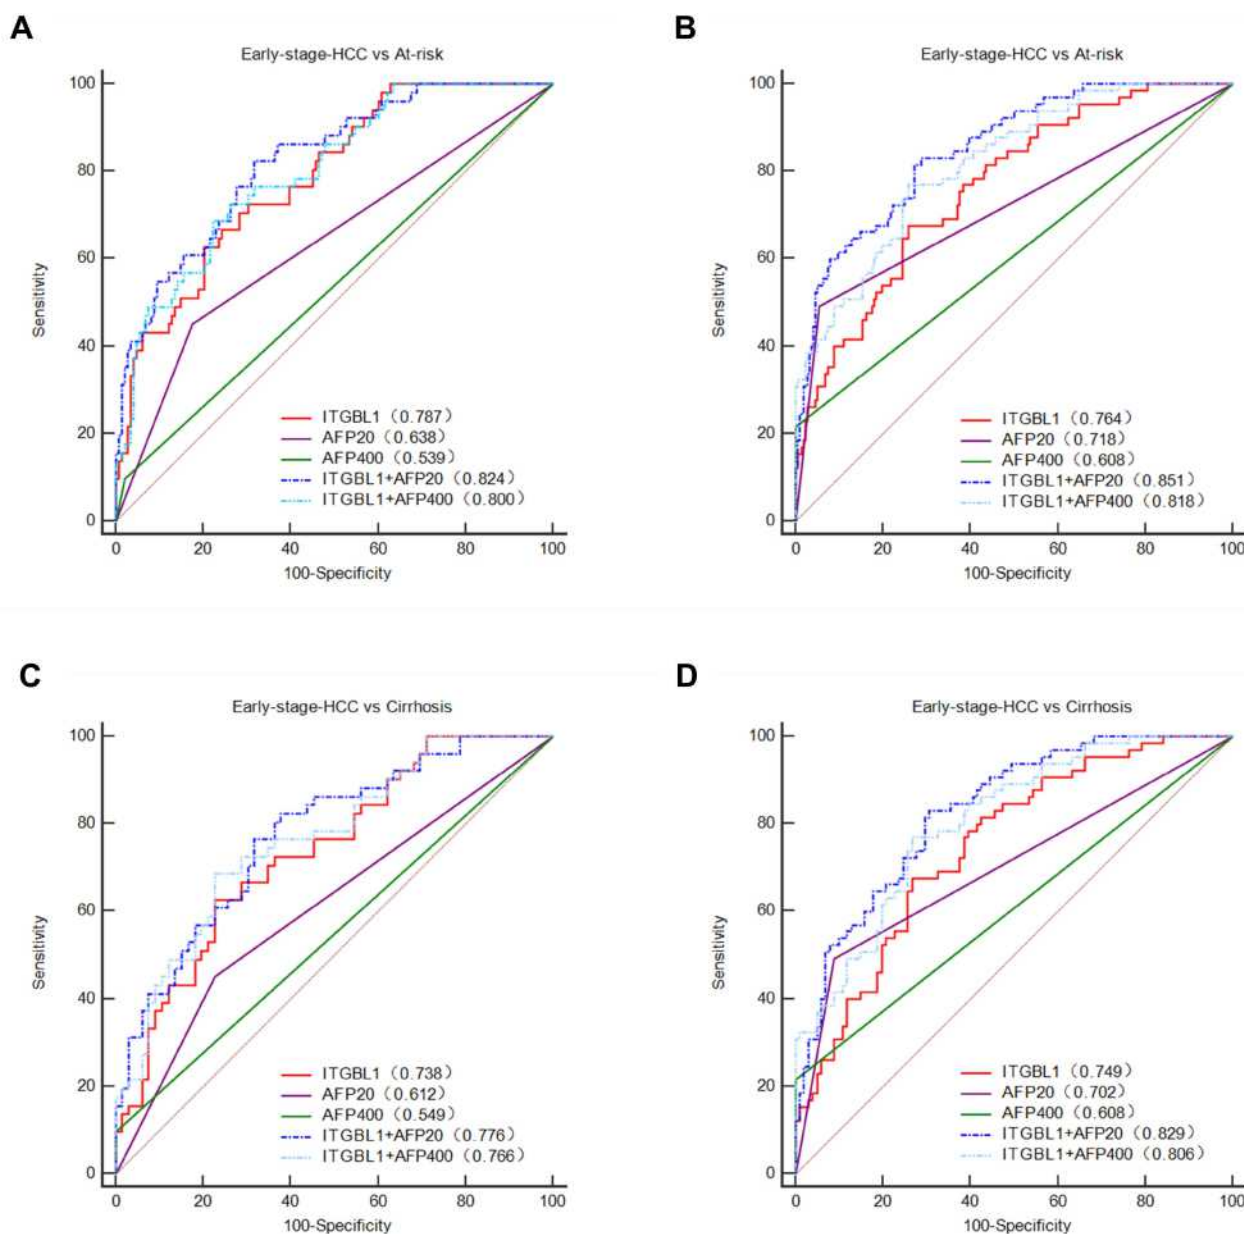 A
Early-stage-HCC vs At-risk
100
80
60
40
20
0
Sensitivity
ITGBL1（0.787）
AFP20（0.638）
AFP400（0.539）
ITGBL1+AFP20（0.824）
ITGBL1+AFP400（0.800）
0 20 40 60 80 100
100-Specificity
B
Early-stage-HCC vs At-risk
100
80
60
40
20
0
Sensitivity
ITGBL1（0.764）
AFP20（0.718）
AFP400（0.608）
ITGBL1+AFP20（0.851）
ITGBL1+AFP400（0.818）
0 20 40 60 80 100
100-Specificity
C
Early-stage-HCC vs Cirrhosis
100
80
60
40
20
0
Sensitivity
ITGBL1（0.738）
AFP20（0.612）
AFP400（0.549）
ITGBL1+AFP20（0.776）
ITGBL1+AFP400（0.766）
0 20 40 60 80 100
100-Specificity
D
Early-stage-HCC vs Cirrhosis
100
80
60
40
20
0
Sensitivity
ITGBL1（0.749）
AFP20（0.702）
AFP400（0.608）
ITGBL1+AFP20（0.829）
ITGBL1+AFP400（0.806）
0 20 40 60 80 100
100-Specificity